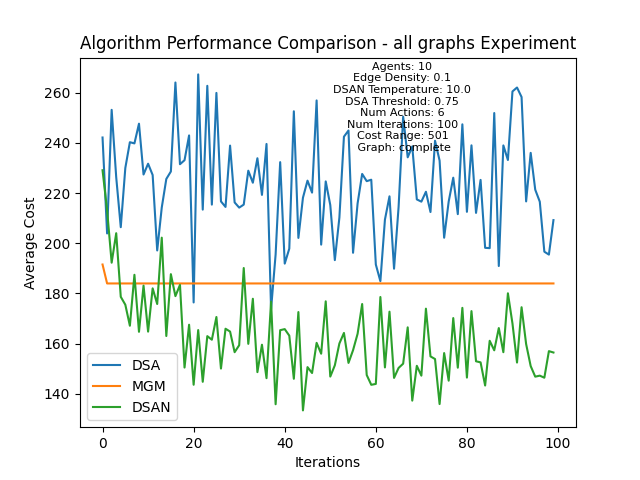 Algorithm Performance Comparison - all graphs Experiment
Agents: 10
Edge Density: 0.1
DSAN Temperature: 10.0
DSA Threshold: 0.75
Num Actions: 6
Num Iterations: 100
Cost Range: 501
Graph: complete
Average Cost
260
240
220
200
180
160
140
DSA
MGM
DSAN
0
20
40
60
80
100
Iterations